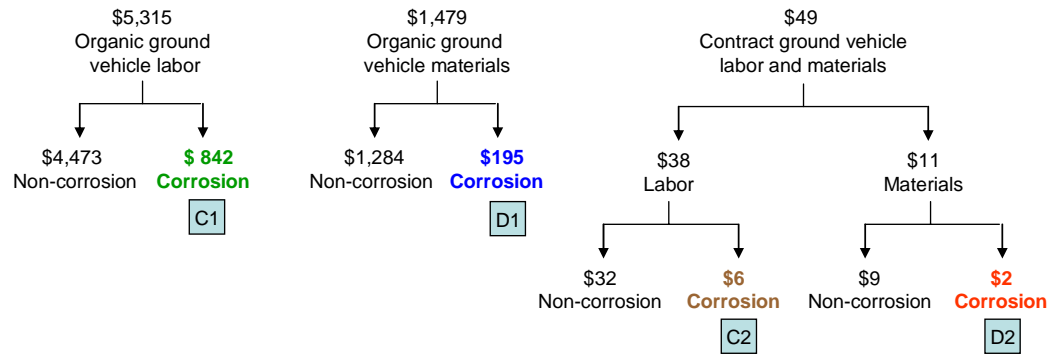 $5,315
Organic ground
vehicle labor
$1,479
Organic ground
vehicle materials
$49
Contract ground vehicle
labor and materials
$4,473
Non-corrosion
$ 842
Corrosion
C1
$1,284
Non-corrosion
$195
Corrosion
D1
$38
Labor
$11
Materials
$32
Non-corrosion
$6
Corrosion
C2
$9
Non-corrosion
$2
Corrosion
D2